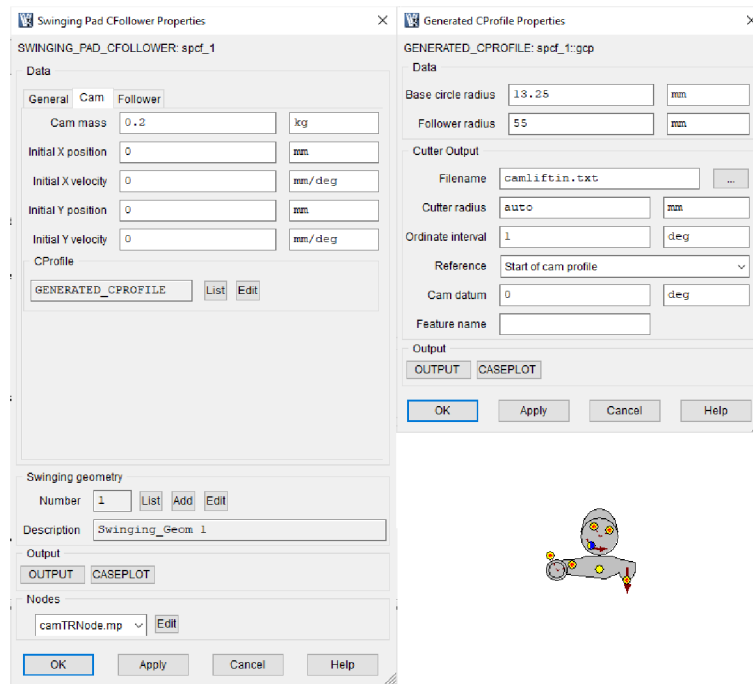 Swinging Pad CFollower Properties
SWINGING_PAD_CFOLLOWER: spcf_1
Data
General Cam Follower
Cam mass 0.2 kg
Initial X position 0 mm
Initial X velocity 0 mm/deg
Initial Y position 0 mm
Initial Y velocity 0 mm/deg
CProfile
GENERATED_CPROFILE List Edit
Swinging geometry
Number 1 List Add Edit
Description Swinging_Geom 1
Output
OUTPUT CASEPLOT
Nodes
camTRNode.mp Edit
OK Apply Cancel Help
Generated CProfile Properties
GENERATED_CPROFILE: spcf_1::gcp
Data
Base circle radius 13.25 mm
Follower radius 55 mm
Cutter Output
Filename camliftin.txt ...
Cutter radius auto mm
Ordinate interval 1 deg
Reference Start of cam profile
Cam datum 0 deg
Feature name
Output
OUTPUT CASEPLOT
OK Apply Cancel Help